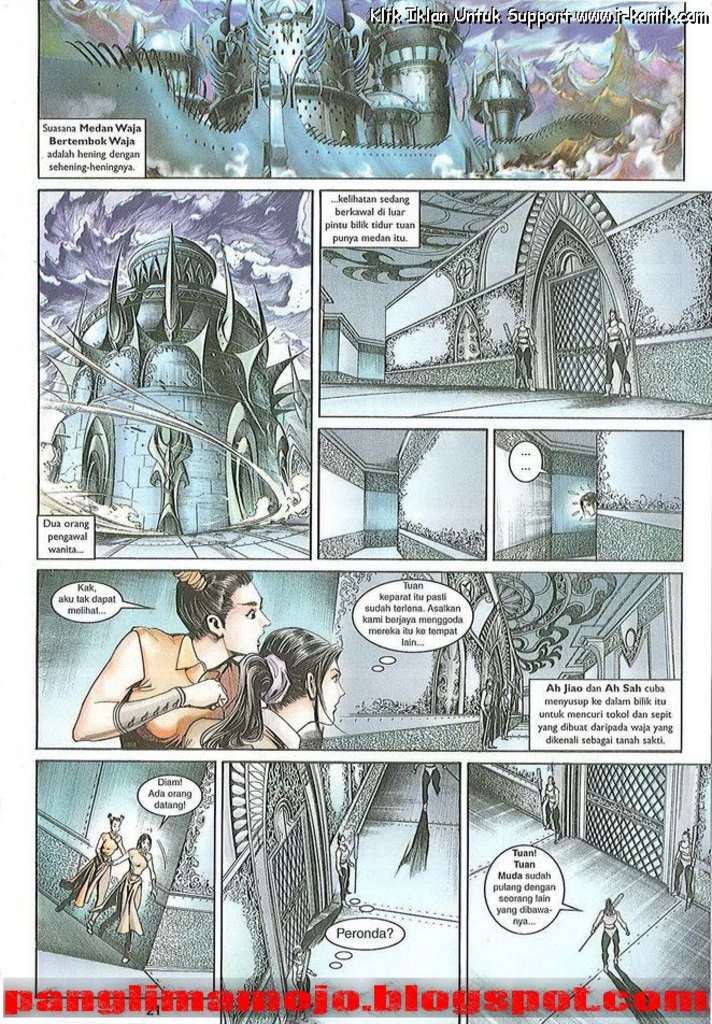 Klik Iklan Untuk Support www.i-komik.com
Suasana Medan Waja
Bertembok Waja
adalah hening dengan
sehening-heningnya.
Dua orang
pengawal
wanita...
...kelihatan sedang
berkawal di luar
pintu bilik tidur tuan
punya medan itu.
...
...
Kak,
aku tak dapat
melihat...
Tuan
keparat itu pasti
sudah terlena. Asalkan
kami berjaya menggoda
mereka itu ke tempat
lain...
Ah Jiao dan Ah Sah cuba
menyusup ke dalam bilik itu
untuk mencuri tokol dan sepit
yang dibuat daripada waja yang
dikenali sebagai tanah sakti.
Diam!
Ada orang
datang!
Peronda?
Tuan!
Tuan
Muda sudah
pulang dengan
seorang lain
yang dibawa-
nya...
panglimamojo.blogspot.com
21